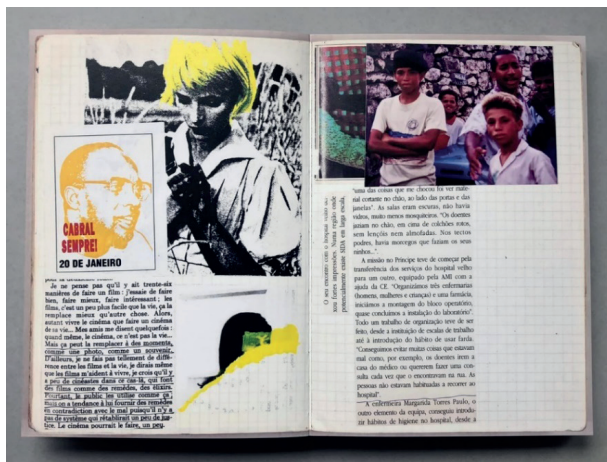 CABRAL
SEMPRE!
20 DE JANEIRO
Je ne pense pas qu'il y ait trente-six
manières de faire un film : j'essaie de faire
bien, faire mieux, faire intéressant ; les
films, c'est un peu plus facile que la vie, ça la
remplace mieux qu'autre chose. Alors,
autant vivre le cinéma que faire un cinéma
de sa vie... Mes amis me disent quelquefois :
quand même, le cinéma, ce n'est pas la vie...
Mais ça peut la remplacer à des moments,
comme une photo, comme un souvenir.
D'ailleurs, je ne fais pas tellement de diffé-
rence entre les films et la vie, je dirais même
que les films m'aident à vivre, je crois qu'il y
a peu de cinéastes dans ce cas-là, qui font
des films comme des remèdes, des élixirs.
Pourtant, le public les utilise comme ça
mais on a tendance à lui fournir des remèdes
en contradiction avec le mal puisqu'il n'y a
pas de système qui rétablirait un peu de jus-
tice. Le cinéma pourrait le faire, un peu.
O seu encontro com o hospital
xou fortes impressões. Numa região onde
potencialmente existe SIDA em larga escala,
"uma das coisas que me chocou foi ver mate-
rial cortante no chão, ao lado das portas e das
janelas". As salas eram escuras, não havia
vidros, muito menos mosquiteiros. "Os doentes
jaziam no chão, em cima de colchões rotos,
sem lençóis nem almofadas. Nos tectos
podres, havia morcegos que faziam os seus
ninhos...".
A missão no Príncipe teve de começar pela
transferência dos serviços do hospital velho
para um outro, equipado pela AMI com a
ajuda da CE. "Organizámos três enfermarias
(homens, mulheres e crianças) e uma farmácia,
iniciámos a montagem do bloco operatório,
quase concluímos a instalação do laboratório".
Todo um trabalho de organização teve de ser
feito, desde a instituição de escalas de trabalho
até à introdução do hábito de usar farda.
"Conseguimos evitar muitas coisas que estavam
mal como, por exemplo, os doentes irem a
casa do médico ou quererem fazer uma con-
sulta cada vez que o encontravam na rua. As
pessoas não estavam habituadas a recorrer ao
hospital".
A enfermeira Margarida Torres Paulo, o
outro elemento da equipa, conseguiu introdu-
zir hábitos de higiene no hospital, desde a